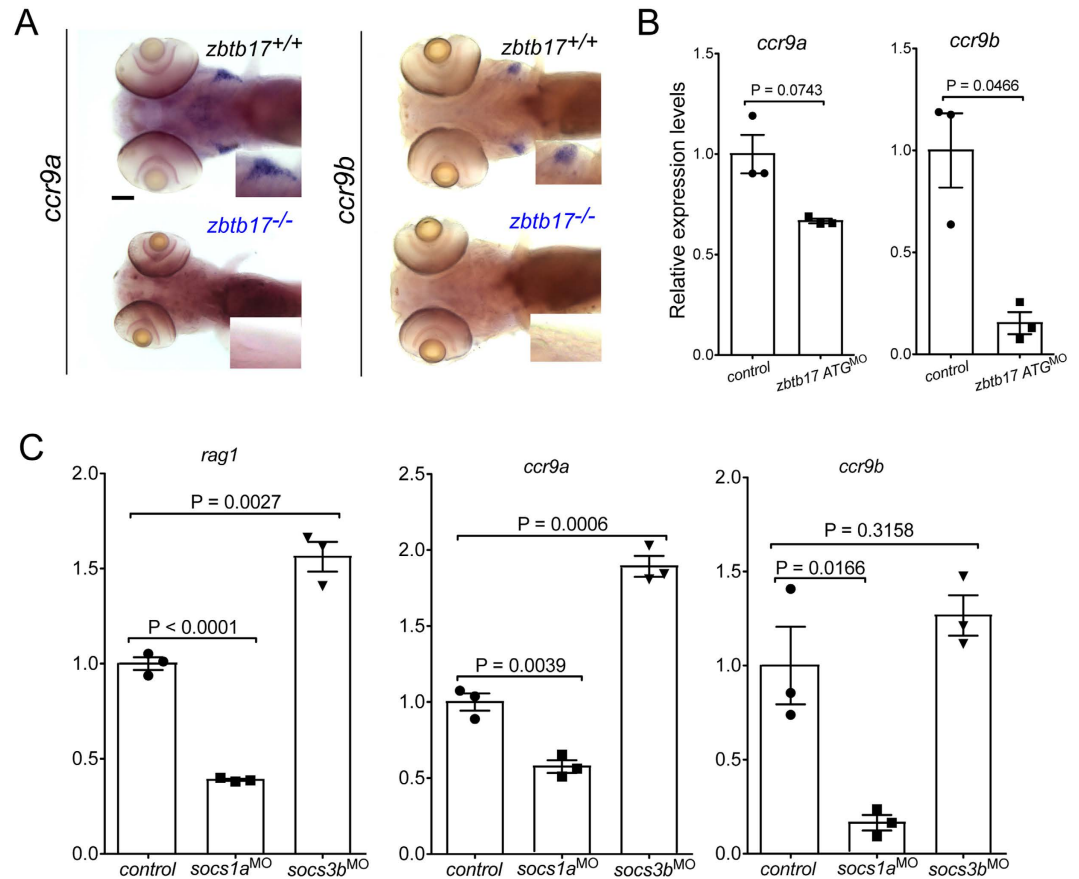 A
ccr9a
zbtb17+/+
zbtb17-/-
ccr9b
zbtb17+/+
zbtb17-/-
B
Relative expression levels
ccr9a
P = 0.0743
1.5
1.0
0.5
0.0
control
zbtb17 ATGMO
ccr9b
P = 0.0466
1.5
1.0
0.5
0.0
control
zbtb17 ATGMO
C
rag1
2.0
1.5
1.0
0.5
0.0
P = 0.0027
P < 0.0001
control
socs1aMO
socs3bMO
ccr9a
2.5
2.0
1.5
1.0
0.5
0.0
P = 0.0006
P = 0.0039
control
socs1aMO
socs3bMO
ccr9b
2.0
1.5
1.0
0.5
0.0
P = 0.3158
P = 0.0166
control
socs1aMO
socs3bMO